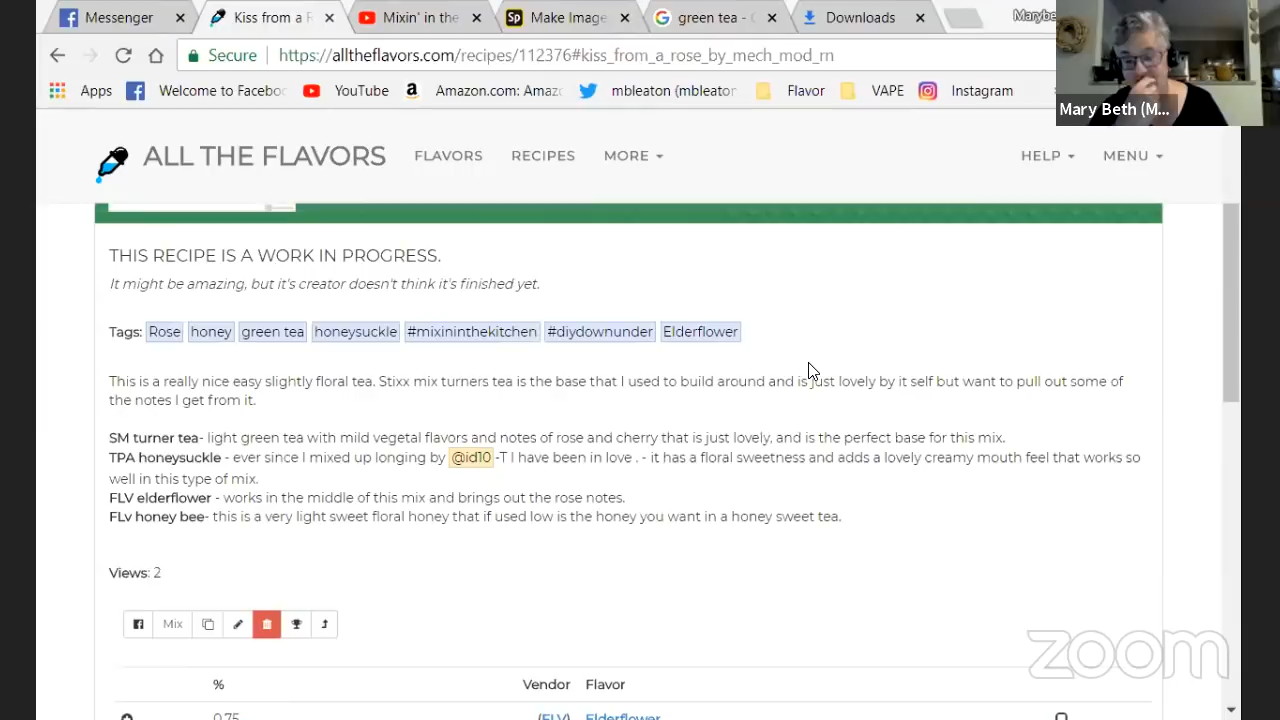 Messenger
Kiss from a R
Mixin' in the
Make Image
green tea - G
Downloads
Marybe
Secure
https://alltheflavors.com/recipes/112376#kiss_from_a_rose_by_mech_mod_rn
Apps
Welcome to Facebo
YouTube
Amazon.com: Amaz
mbleaton (mbleaton
Flavor
VAPE
Instagram
Mary Beth (M...
ALL THE FLAVORS
FLAVORS
RECIPES
MORE
HELP
MENU
THIS RECIPE IS A WORK IN PROGRESS.
It might be amazing, but it's creator doesn't think it's finished yet.
Tags: Rose honey green tea honeysuckle #mixininthekitchen #diydownunder Elderflower
This is a really nice easy slightly floral tea. Stixx mix turners tea is the base that I used to build around and is just lovely by it self but want to pull out some of
the notes I get from it.
SM turner tea- light green tea with mild vegetal flavors and notes of rose and cherry that is just lovely, and is the perfect base for this mix.
TPA honeysuckle - ever since I mixed up longing by @id10 -T I have been in love . - it has a floral sweetness and adds a lovely creamy mouth feel that works so
well in this type of mix.
FLV elderflower - works in the middle of this mix and brings out the rose notes.
FLv honey bee- this is a very light sweet floral honey that if used low is the honey you want in a honey sweet tea.
Views: 2
Mix
zoom
% Vendor Flavor
0.75 (FLV) Elderflower